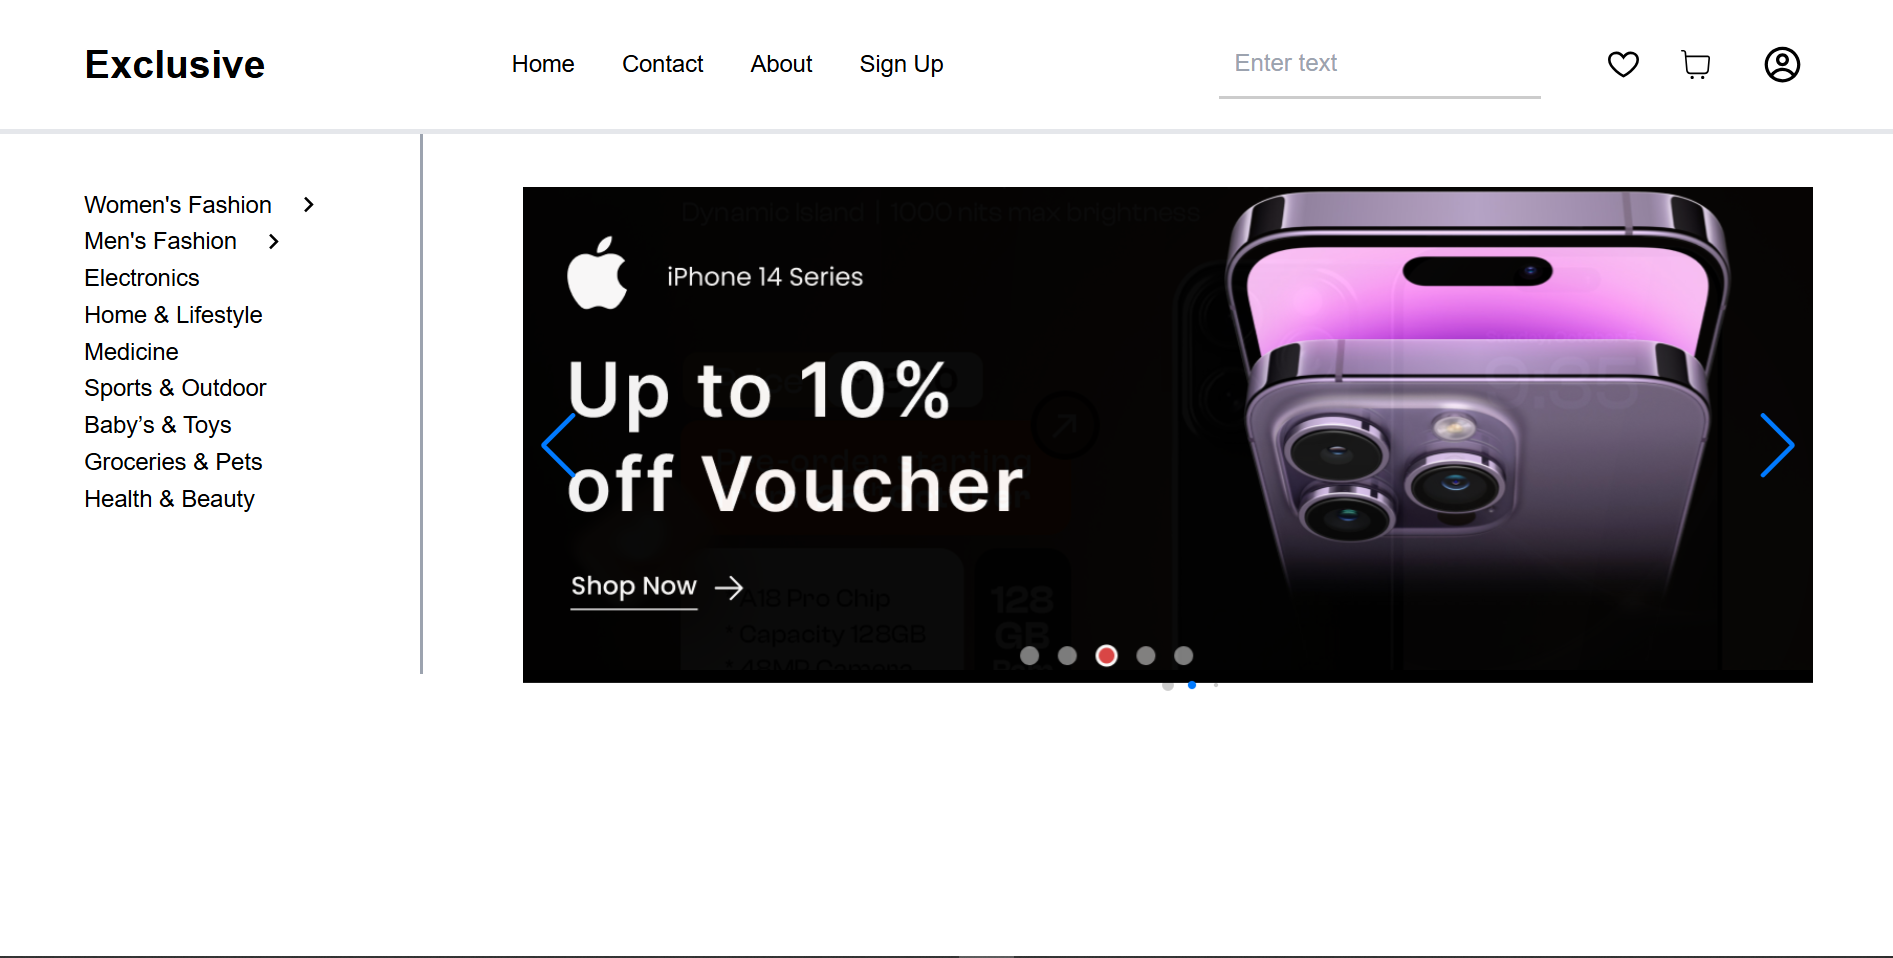 Exclusive
Home
Contact
About
Sign Up
Enter text
Women's Fashion
Men's Fashion
Electronics
Home & Lifestyle
Medicine
Sports & Outdoor
Baby’s & Toys
Groceries & Pets
Health & Beauty
Dynamic Island | 1000 nits max brightness
iPhone 14 Series
Up to 10%
off Voucher
Shop Now
A18 Pro Chip
* Capacity 128GB
* 48MP Camera
128
GB